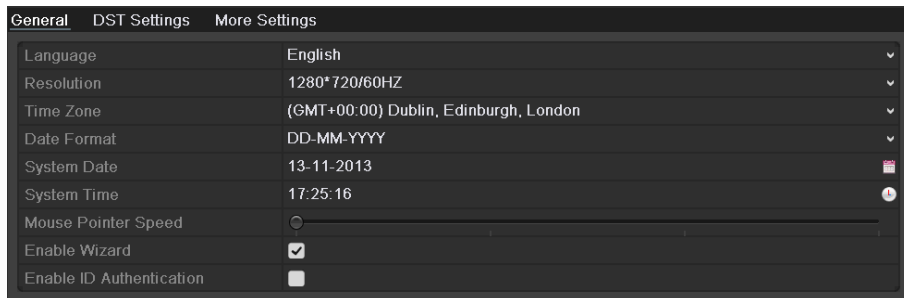 General DST Settings More Settings
Language English
Resolution 1280*720/60HZ
Time Zone (GMT+00:00) Dublin, Edinburgh, London
Date Format DD-MM-YYYY
System Date 13-11-2013
System Time 17:25:16
Mouse Pointer Speed
Enable Wizard
Enable ID Authentication